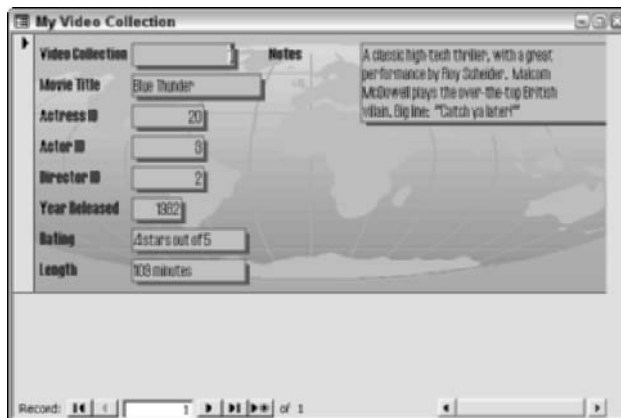 My Video Collection
Video Collection
Notes
A classic high-tech thriller, with a great
performance by Roy Scheider. Malcom
McDowell plays the over-the-top British
villain. Big line: "Catch ya later!"
Movie Title
Blue Thunder
Actress ID
20
Actor ID
Director ID
2
Year Released
1982
Rating
4 stars out of 5
Length
109 minutes
Record: 1 of 1